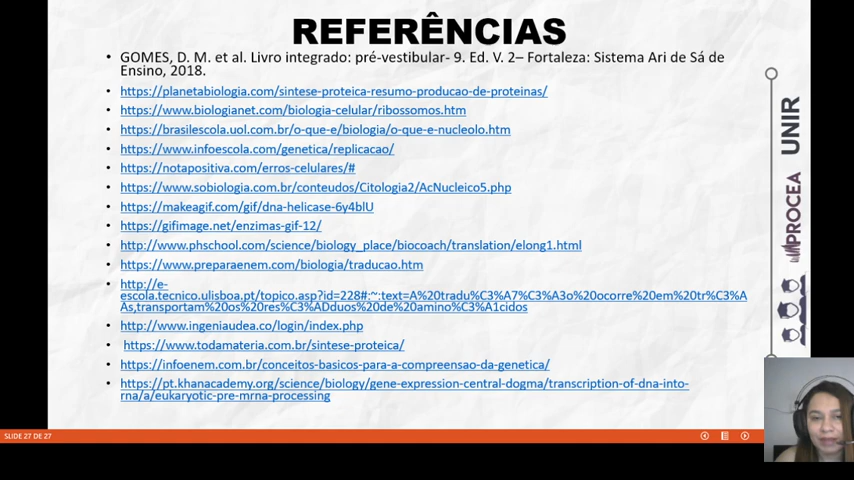 REFERÊNCIAS
• GOMES, D. M. et al. Livro integrado: pré-vestibular- 9. Ed. V. 2– Fortaleza: Sistema Ari de Sá de
Ensino, 2018.
• https://planetabiologia.com/sintese-proteica-resumo-producao-de-proteinas/
• https://www.biologianet.com/biologia-celular/ribossomos.htm
• https://brasilescola.uol.com.br/o-que-e/biologia/o-que-e-nucleolo.htm
• https://www.infoescola.com/genetica/replicacao/
• https://notapositiva.com/erros-celulares/#
• https://www.sobiologia.com.br/conteudos/Citologia2/AcNucleico5.php
• https://makeagif.com/gif/dna-helicase-6y4blU
• https://gifimage.net/enzimas-gif-12/
• http://www.phschool.com/science/biology_place/biocoach/translation/elong1.html
• https://www.preparaenem.com/biologia/traducao.htm
• http://e-
escola.tecnico.ulisboa.pt/topico.asp?id=228#:~:text=A%20tradu%C3%A7%C3%A3o%20ocorre%20em%20tr%C3%A
As,transportam%20os%20res%C3%ADduos%20de%20amino%C3%A1cidos
• http://www.ingeniaudea.co/login/index.php
• https://www.todamateria.com.br/sintese-proteica/
• https://infoenem.com.br/conceitos-basicos-para-a-compreensao-da-genetica/
• https://pt.khanacademy.org/science/biology/gene-expression-central-dogma/transcription-of-dna-into-
rna/a/eukaryotic-pre-mrna-processing
UNIR
PROCEA
SLIDE 27 DE 27